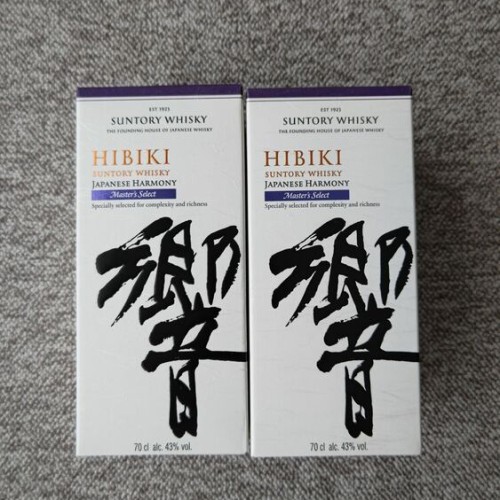 EST 1923
SUNTORY WHISKY
THE FOUNDING HOUSE OF JAPANESE WHISKY
HIBIKI
SUNTORY WHISKY
JAPANESE HARMONY
Master's Select
Specially selected for complexity and richness
響
70 cl alc. 43% vol.
EST 1923
SUNTORY WHISKY
THE FOUNDING HOUSE OF JAPANESE WHISKY
HIBIKI
SUNTORY WHISKY
JAPANESE HARMONY
Master's Select
Specially selected for complexity and richness
響
70 cl alc. 43% vol.